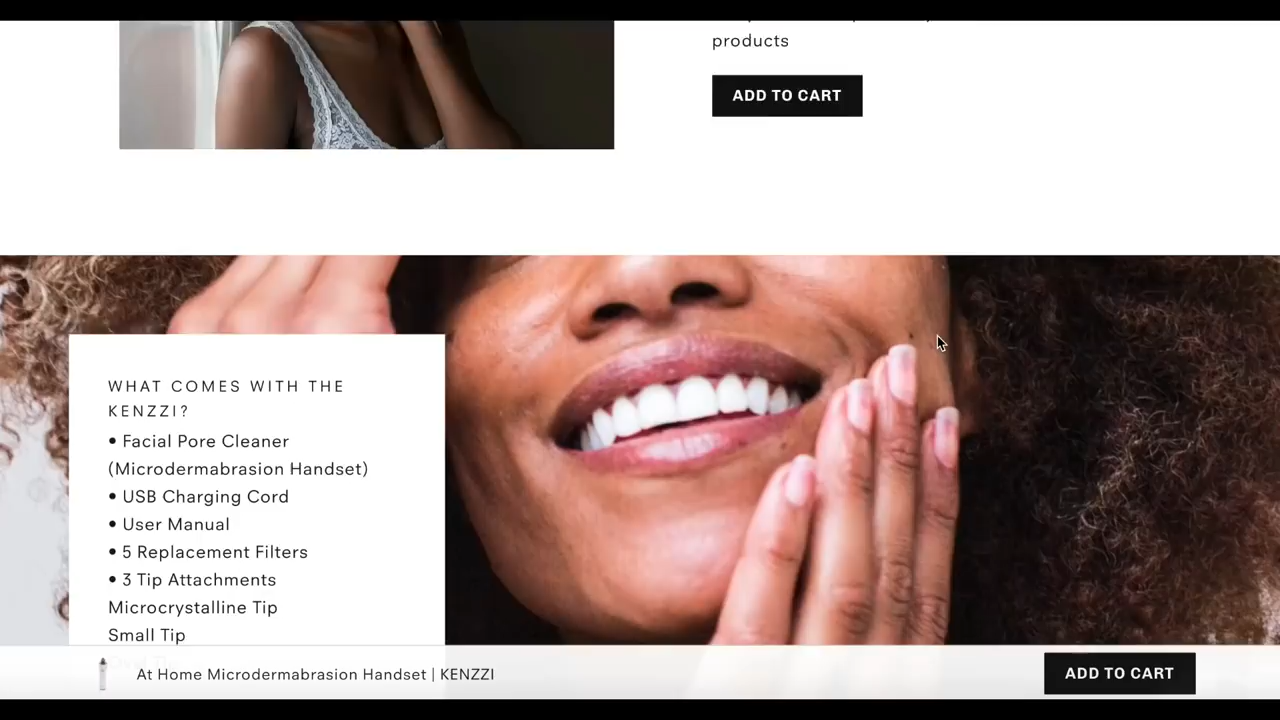 products
ADD TO CART
WHAT COMES WITH THE
KENZZI?
• Facial Pore Cleaner
(Microdermabrasion Handset)
• USB Charging Cord
• User Manual
• 5 Replacement Filters
• 3 Tip Attachments
Microcrystalline Tip
Small Tip
At Home Microdermabrasion Handset | KENZZI
ADD TO CART